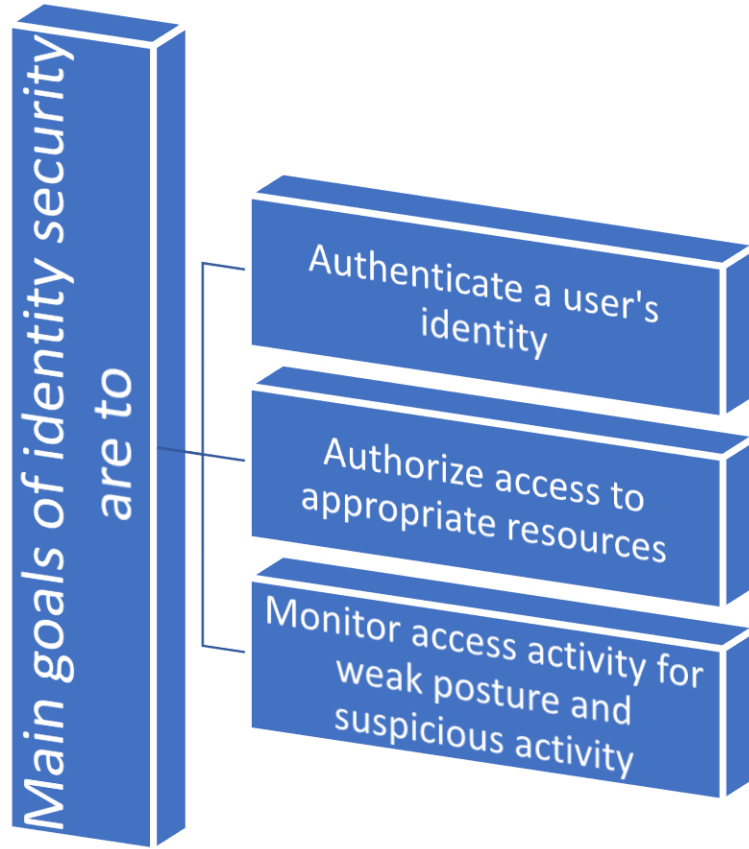 Main goals of identity security
are to
Authenticate a user's
identity
Authorize access to
appropriate resources
Monitor access activity for
weak posture and
suspicious activity